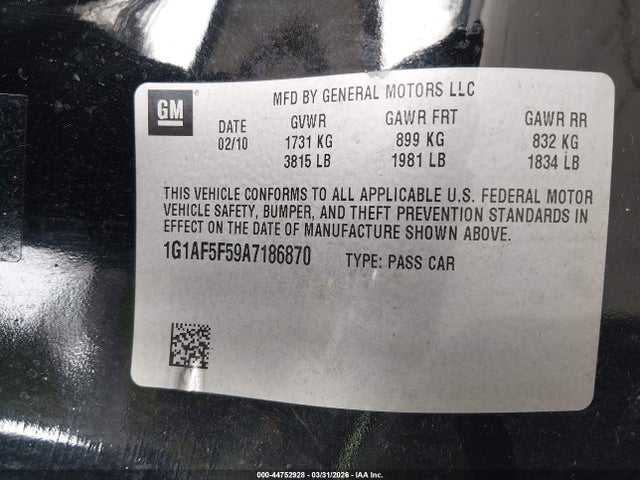 GM ®
MFD BY GENERAL MOTORS LLC
DATE GVWR GAWR FRT GAWR RR
02/10 1731 KG 899 KG 832 KG
3815 LB 1981 LB 1834 LB
THIS VEHICLE CONFORMS TO ALL APPLICABLE U.S. FEDERAL MOTOR
VEHICLE SAFETY, BUMPER, AND THEFT PREVENTION STANDARDS IN
EFFECT ON THE DATE OF MANUFACTURE SHOWN ABOVE.
1G1AF5F59A7186870 TYPE: PASS CAR
000-44752928 - 03/31/2026 - IAA Inc.